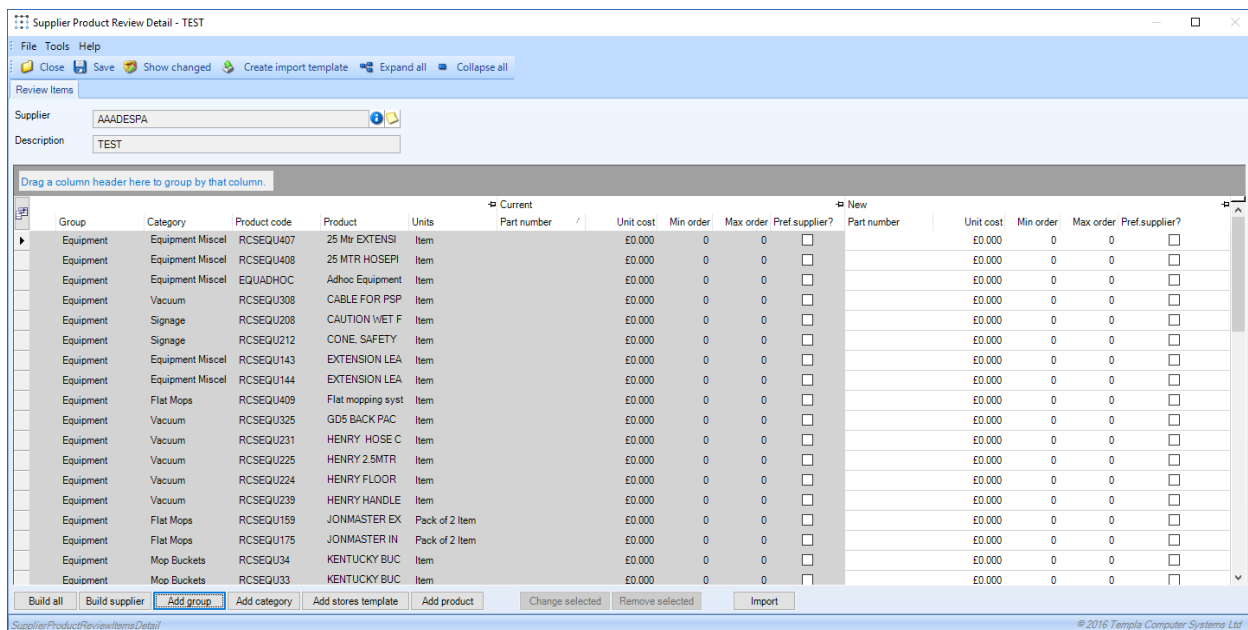 Supplier Product Review Detail - TEST
File Tools Help
Close Save Show changed Create import template Expand all Collapse all
Review Items
Supplier AAADESPA
Description TEST
Drag a column header here to group by that column.
Current New
Group Category Product code Product Units Part number Unit cost Min order Max order Pref.supplier? Part number Unit cost Min order Max order Pref.supplier?
Equipment Equipment Miscel RCSEQU407 25 Mtr EXTENSI Item £0.000 0 0 £0.000 0 0
Equipment Equipment Miscel RCSEQU408 25 MTR HOSEPI Item £0.000 0 0 £0.000 0 0
Equipment Equipment Miscel EQUADHOC Adhoc Equipment Item £0.000 0 0 £0.000 0 0
Equipment Vacuum RCSEQU308 CABLE FOR PSP Item £0.000 0 0 £0.000 0 0
Equipment Signage RCSEQU208 CAUTION WET F Item £0.000 0 0 £0.000 0 0
Equipment Signage RCSEQU212 CONE, SAFETY Item £0.000 0 0 £0.000 0 0
Equipment Equipment Miscel RCSEQU143 EXTENSION LEA Item £0.000 0 0 £0.000 0 0
Equipment Equipment Miscel RCSEQU144 EXTENSION LEA Item £0.000 0 0 £0.000 0 0
Equipment Flat Mops RCSEQU409 Flat mopping syst Item £0.000 0 0 £0.000 0 0
Equipment Vacuum RCSEQU325 GD5 BACK PAC Item £0.000 0 0 £0.000 0 0
Equipment Vacuum RCSEQU231 HENRY HOSE C Item £0.000 0 0 £0.000 0 0
Equipment Vacuum RCSEQU225 HENRY 2.5MTR Item £0.000 0 0 £0.000 0 0
Equipment Vacuum RCSEQU224 HENRY FLOOR Item £0.000 0 0 £0.000 0 0
Equipment Vacuum RCSEQU239 HENRY HANDLE Item £0.000 0 0 £0.000 0 0
Equipment Flat Mops RCSEQU159 JONMASTER EX Pack of 2 Item £0.000 0 0 £0.000 0 0
Equipment Flat Mops RCSEQU175 JONMASTER IN Pack of 2 Item £0.000 0 0 £0.000 0 0
Equipment Mop Buckets RCSEQU34 KENTUCKY BUC Item £0.000 0 0 £0.000 0 0
Equipment Mop Buckets RCSEQU33 KENTUCKY BUC Item £0.000 0 0 £0.000 0 0
Build all Build supplier Add group Add category Add stores template Add product Change selected Remove selected Import
SupplierProductReviewItemsDetail © 2016 Templa Computer Systems Ltd